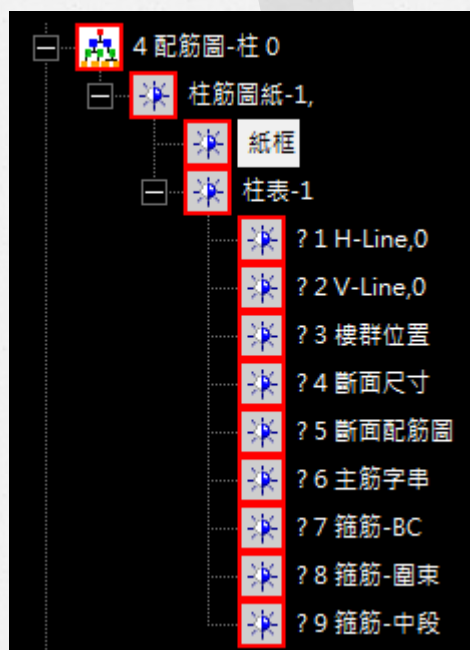 4 配筋圖-柱 0
柱筋圖紙-1,
紙框
柱表-1
? 1 H-Line,0
? 2 V-Line,0
? 3 樓群位置
? 4 斷面尺寸
? 5 斷面配筋圖
? 6 主筋字串
? 7 箍筋-BC
? 8 箍筋-圍束
? 9 箍筋-中段